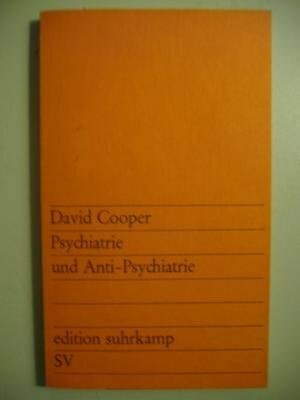 David Cooper
Psychiatrie
und Anti-Psychiatrie
edition suhrkamp
SV